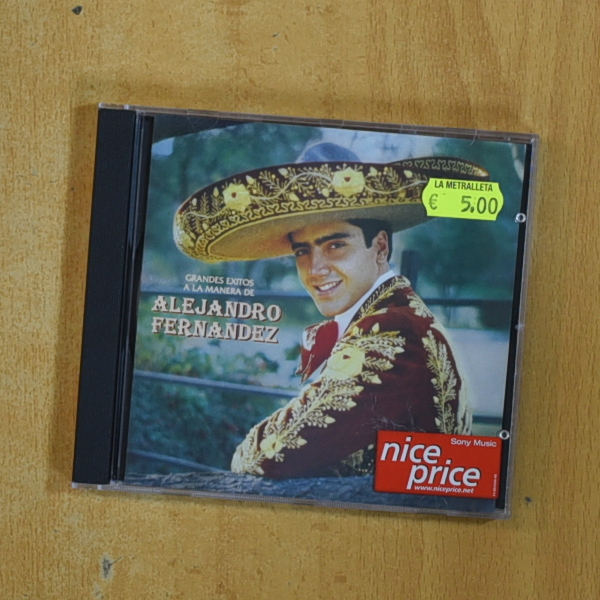 LA METRALLETA
€ 5.00
GRANDES EXITOS
A LA MANERA DE
ALEJANDRO
FERNANDEZ
Sony Music
nice
price
www.niceprice.net